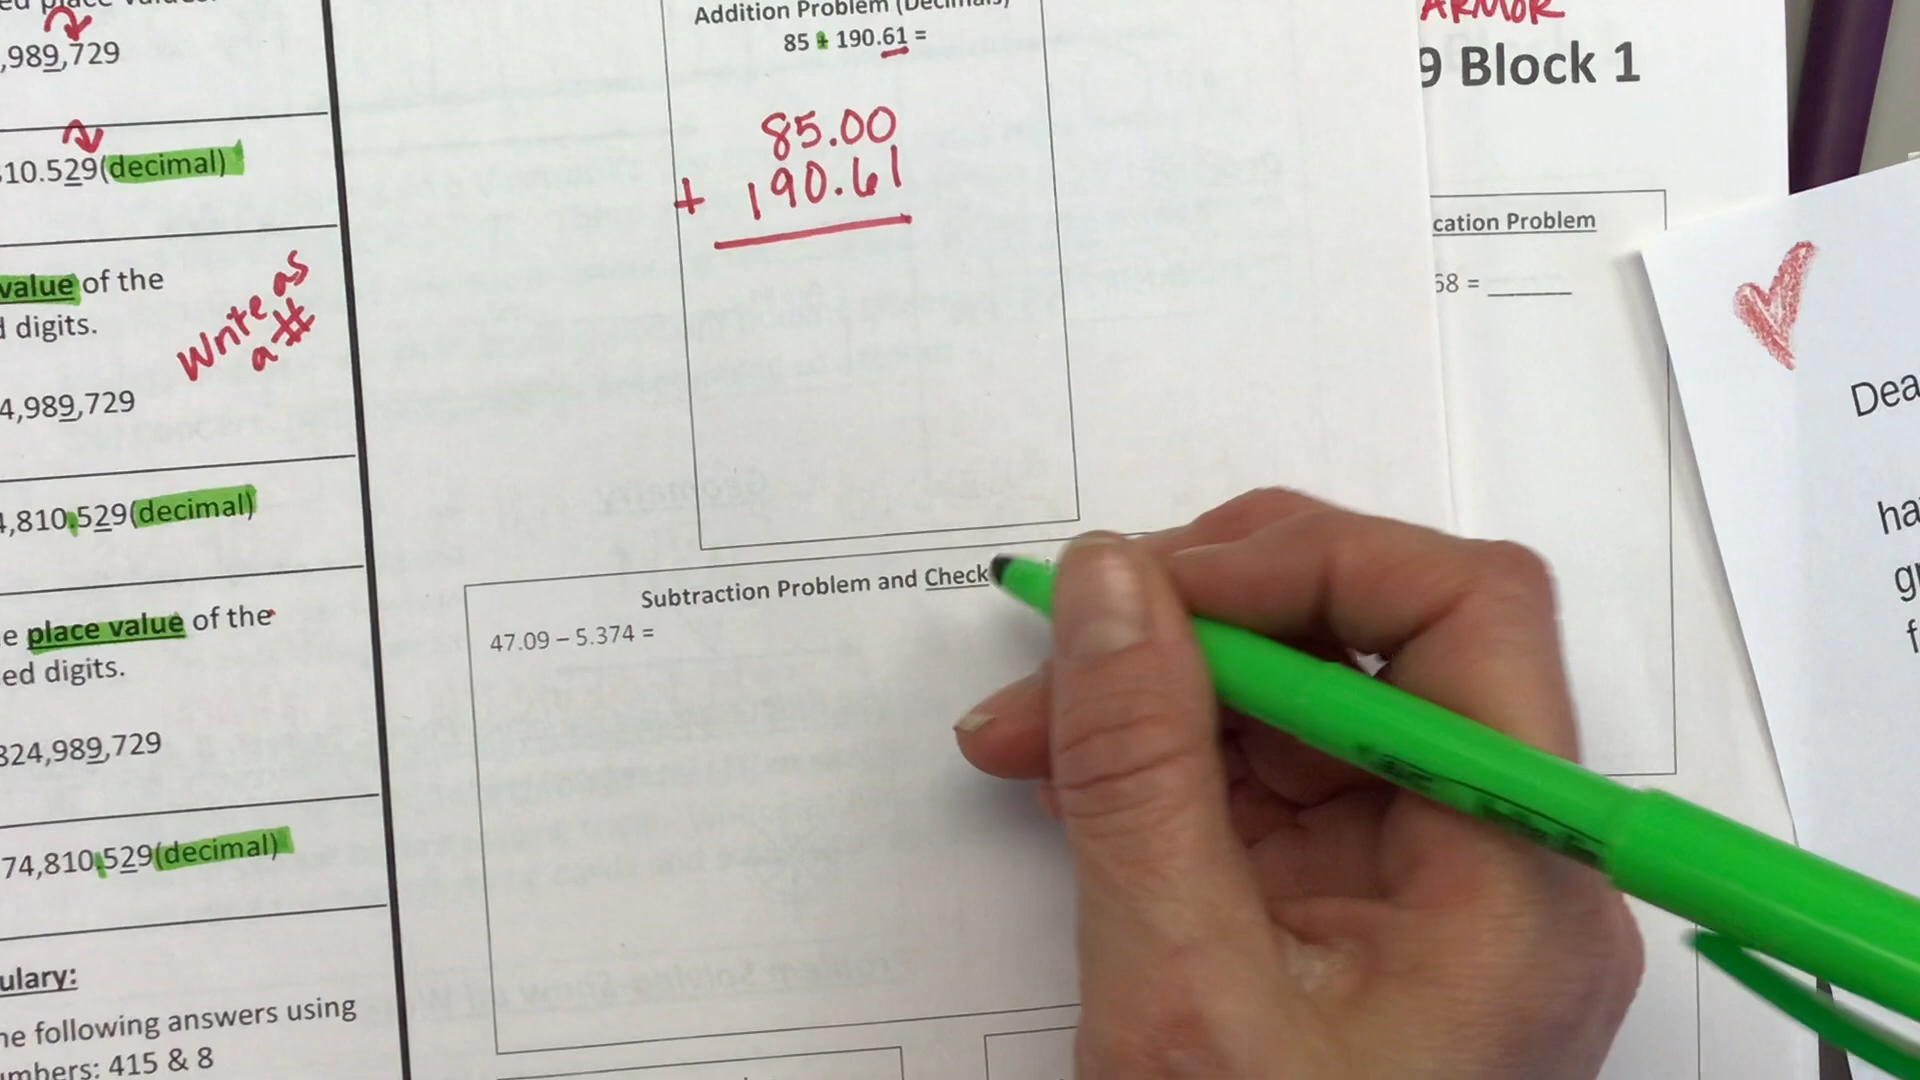 ,989,729
10.529(decimal)
value of the
digits.
Write as
a #
4,989,729
4,810.529(decimal)
place value of the
ed digits.
324,989,729
74,810.529(decimal)
ulary:
he following answers using
mbers: 415 & 8
Addition Problem (Decimals)
85 + 190.61 =
85.00
+ 190.61
Subtraction Problem and Check
47.09 – 5.374 =
ARMOR
9 Block 1
cation Problem
68 =
Dea
ha